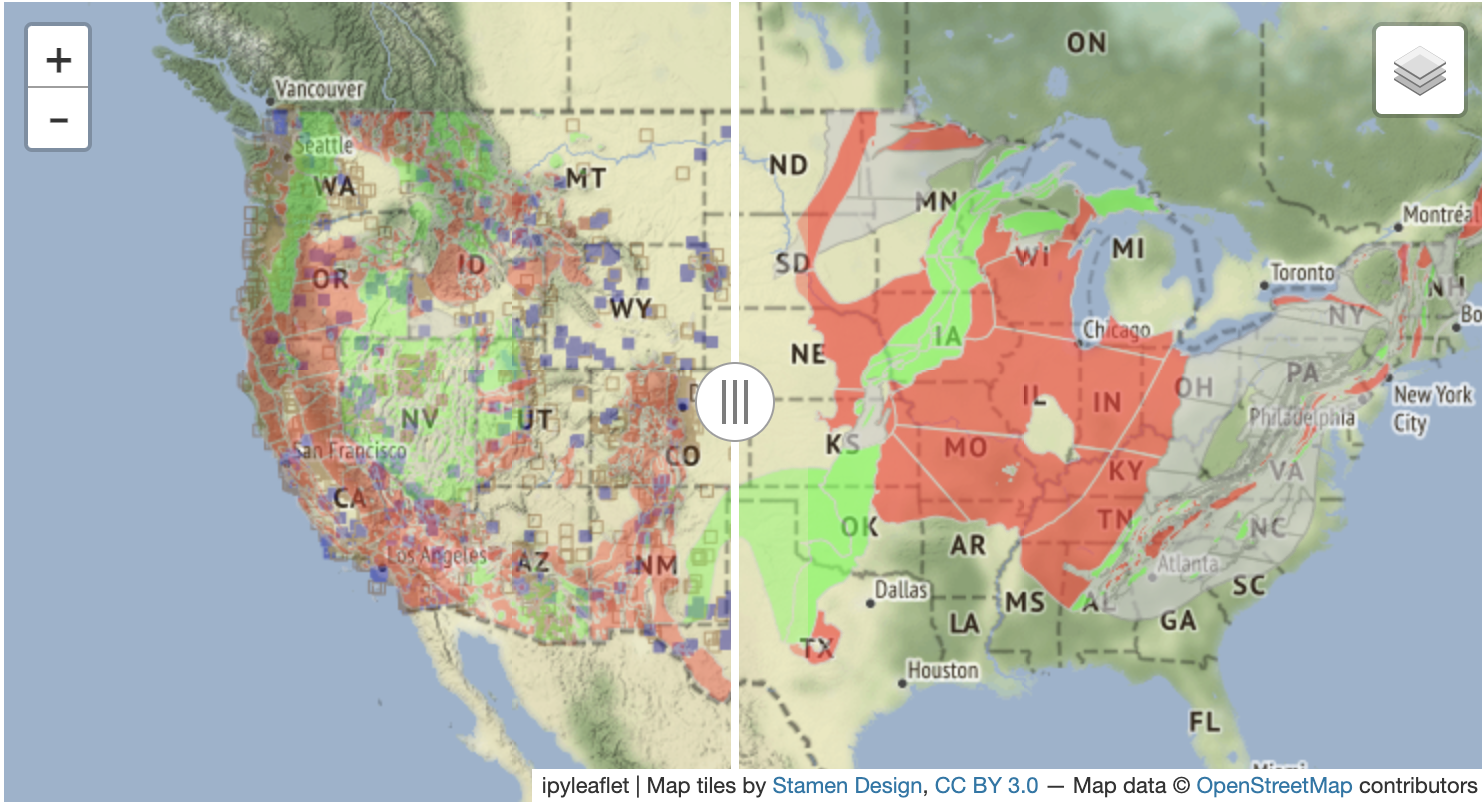 +
−
Vancouver
Seattle
WA
MT
OR
ID
WY
NV
UT
San Francisco
CO
CA
Los Angeles
AZ
NM
ON
ND
MN
Montréal
SD
WI
MI
Toronto
NH
NY
Bo
IA
Chicago
NE
PA
OH
New York
City
IL
IN
Philadelphia
KS
MO
KY
VA
OK
TN
NC
AR
Atlanta
Dallas
MS
AL
SC
LA
GA
TX
Houston
FL
Miami
ipyleaflet | Map tiles by Stamen Design, CC BY 3.0 — Map data © OpenStreetMap contributors